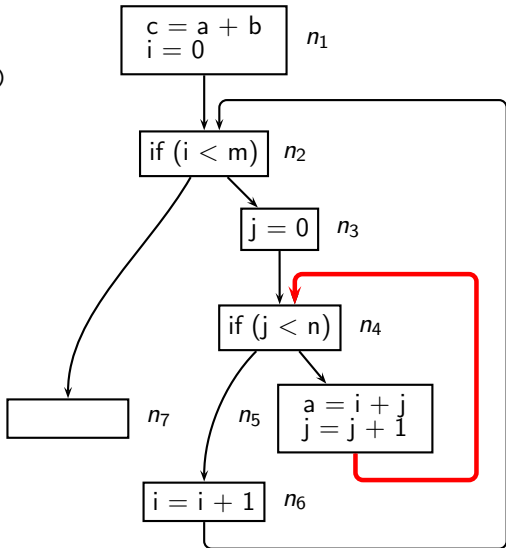 c = a + b
i = 0
n1
)
if (i < m)
n2
j = 0
n3
if (j < n)
n4
a = i + j
j = j + 1
n5
n7
i = i + 1
n6